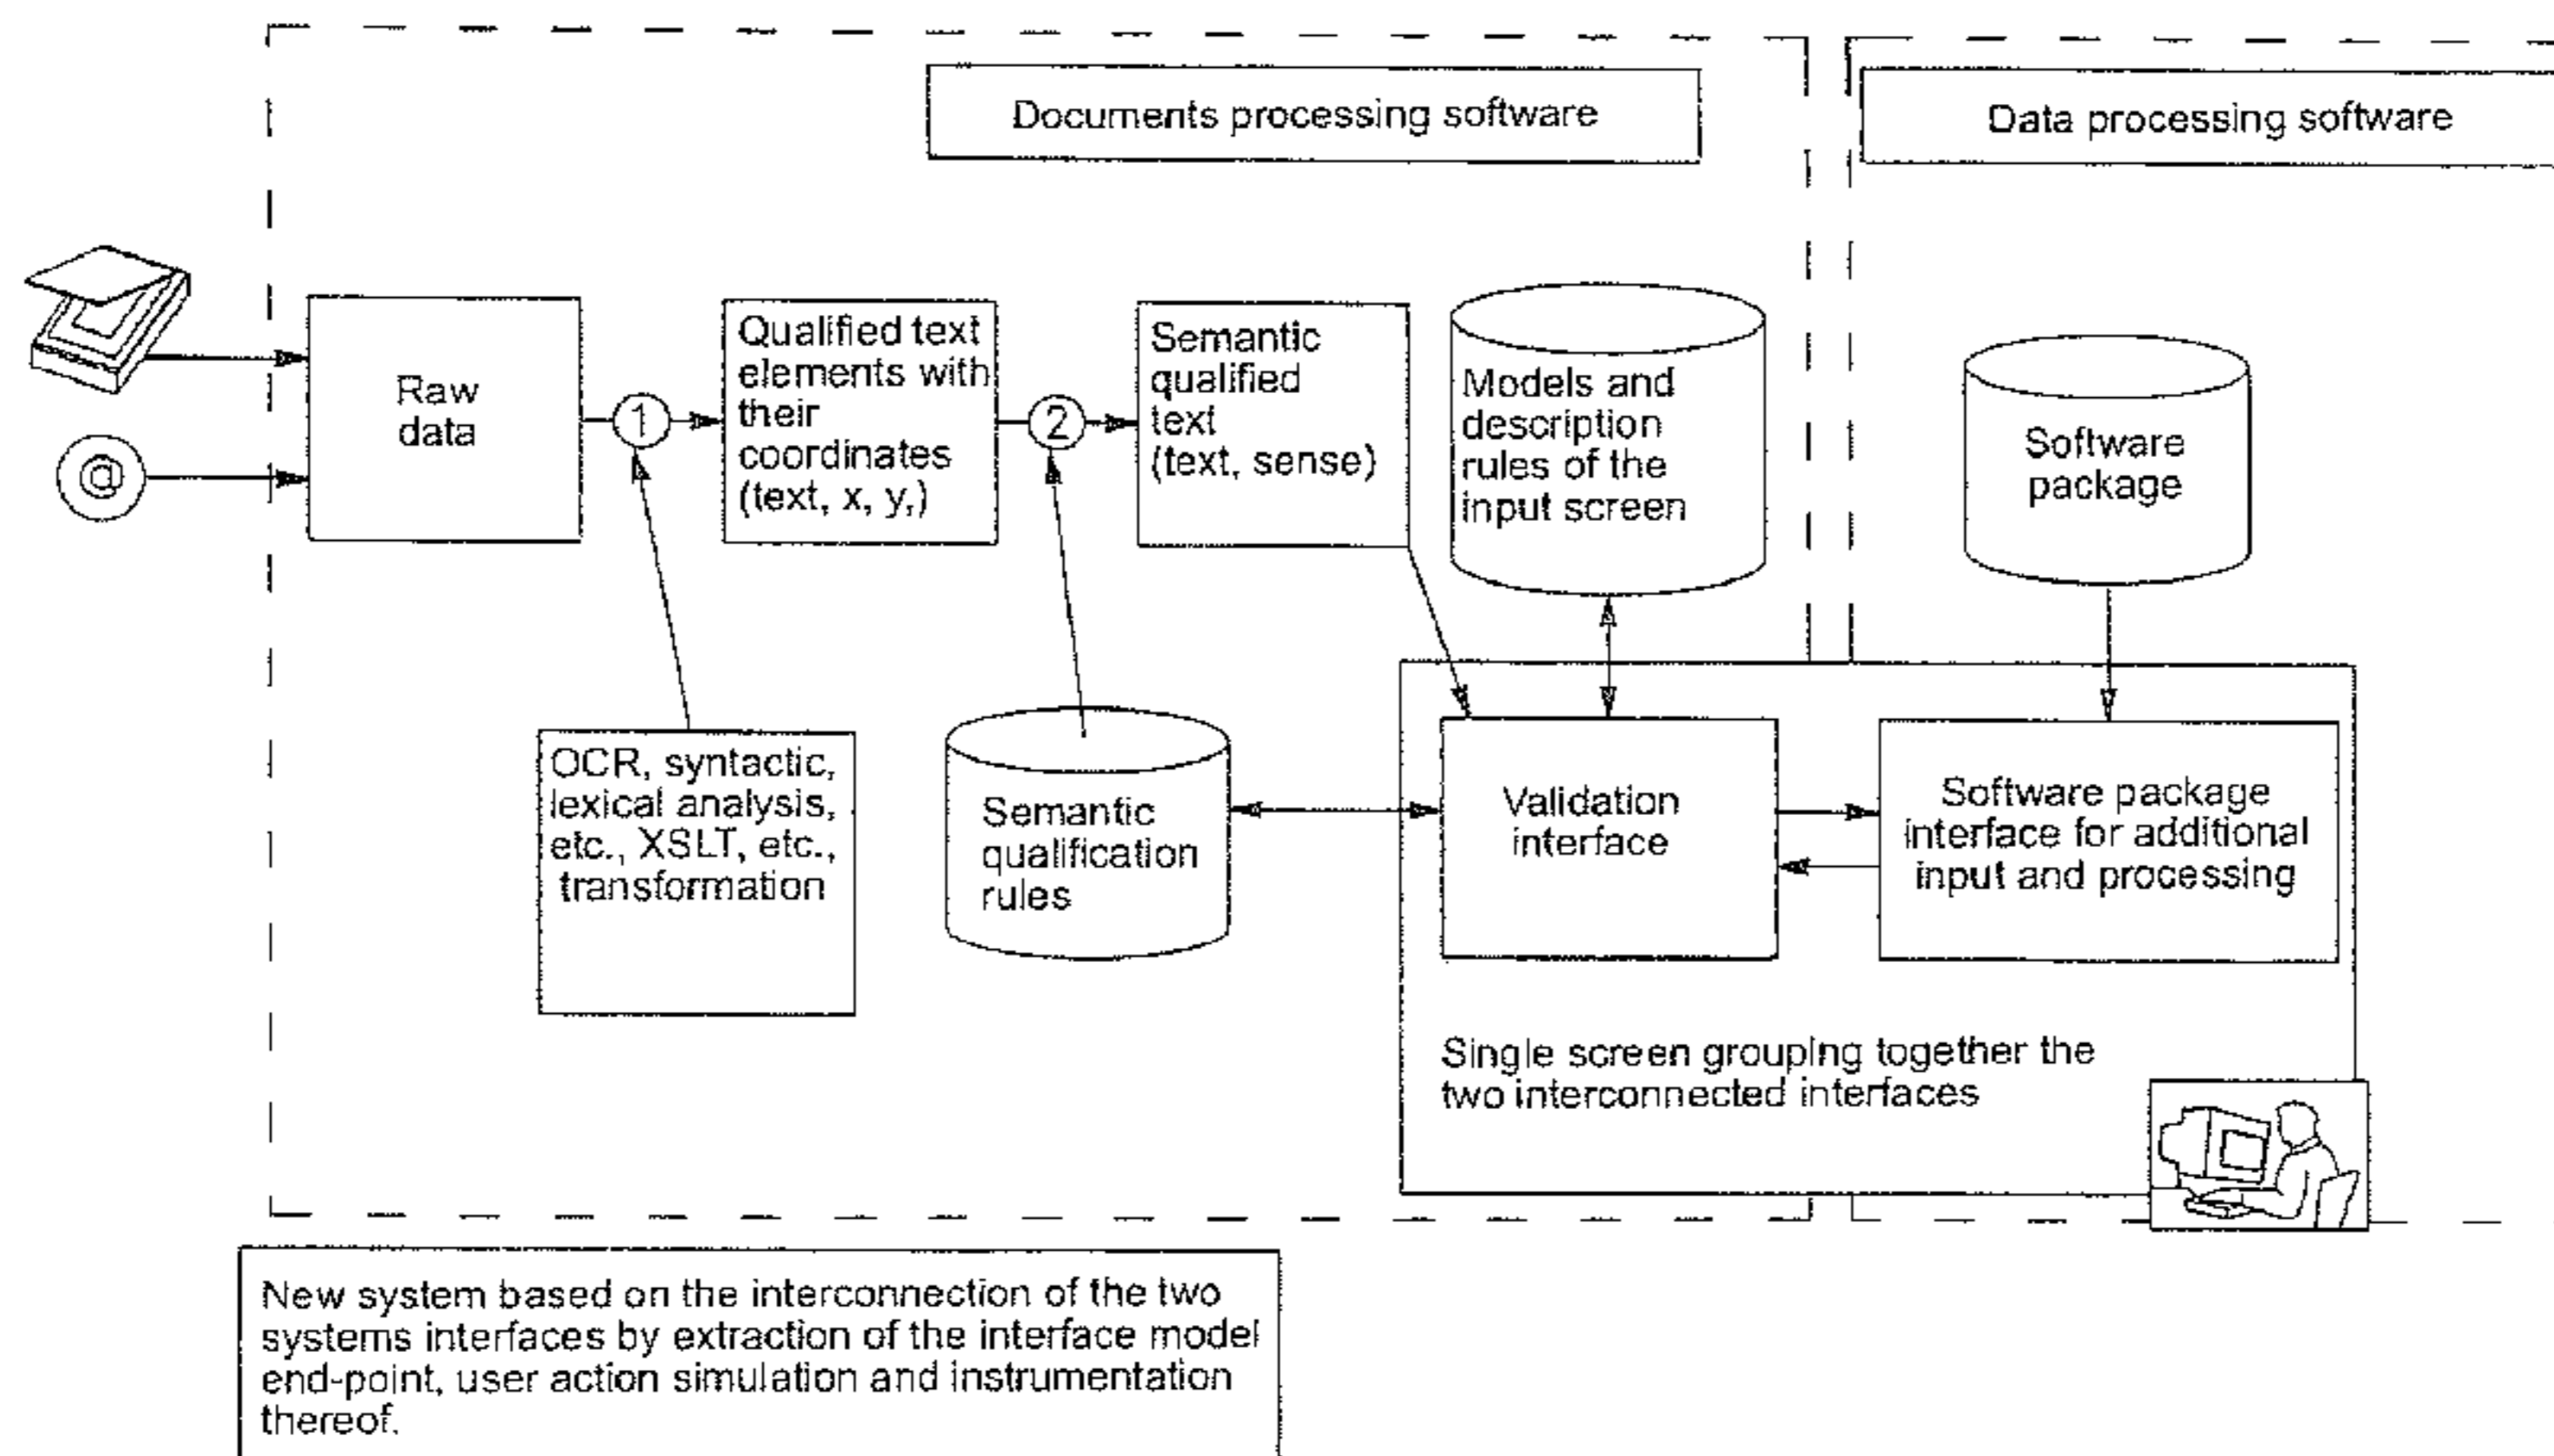 Documents processing software
Data processing software
Raw
data
1
Qualified text
elements with
their
coordinates
(text, x, y,)
2
Semantic
qualified
text
(text, sense)
Models and
description
rules of the
input screen
Software
package
@
OCR, syntactic,
lexical analysis,
etc., XSLT, etc.,
transformation
Semantic
qualification
rules
Validation
interface
Software package
interface for additional
input and processing
Single screen grouping together the
two interconnected interfaces
New system based on the interconnection of the two
systems interfaces by extraction of the interface model
end-point, user action simulation and instrumentation
thereof.